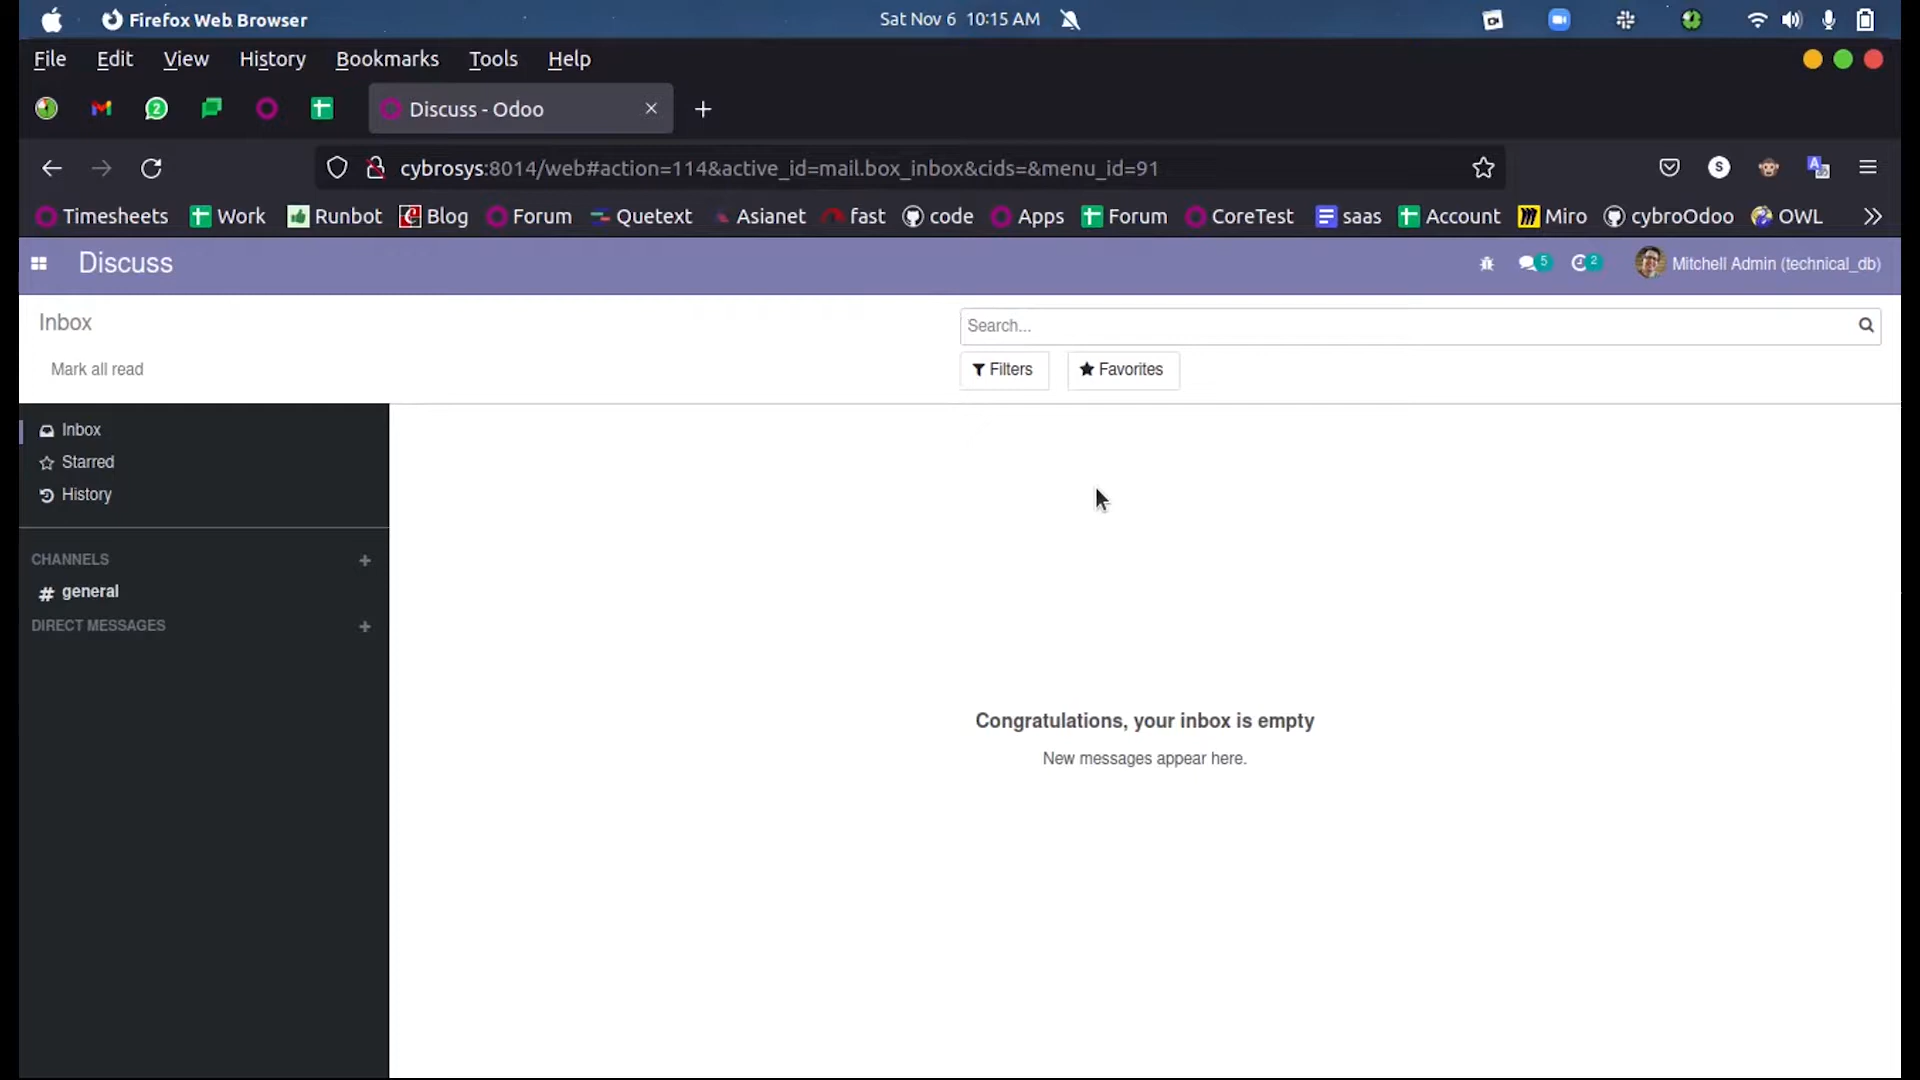 Firefox Web Browser
Sat Nov 6 10:15 AM
File Edit View History Bookmarks Tools Help
2
Discuss - Odoo
cybrosys:8014/web#action=114&active_id=mail.box_inbox&cids=&menu_id=91
S
Timesheets Work Runbot Blog Forum Quetext Asianet fast code Apps Forum CoreTest saas Account Miro cybroOdoo OWL
Discuss
5 2 Mitchell Admin (technical_db)
Inbox
Search...
Mark all read
Filters Favorites
Inbox
Starred
History
CHANNELS
# general
DIRECT MESSAGES
Congratulations, your inbox is empty
New messages appear here.